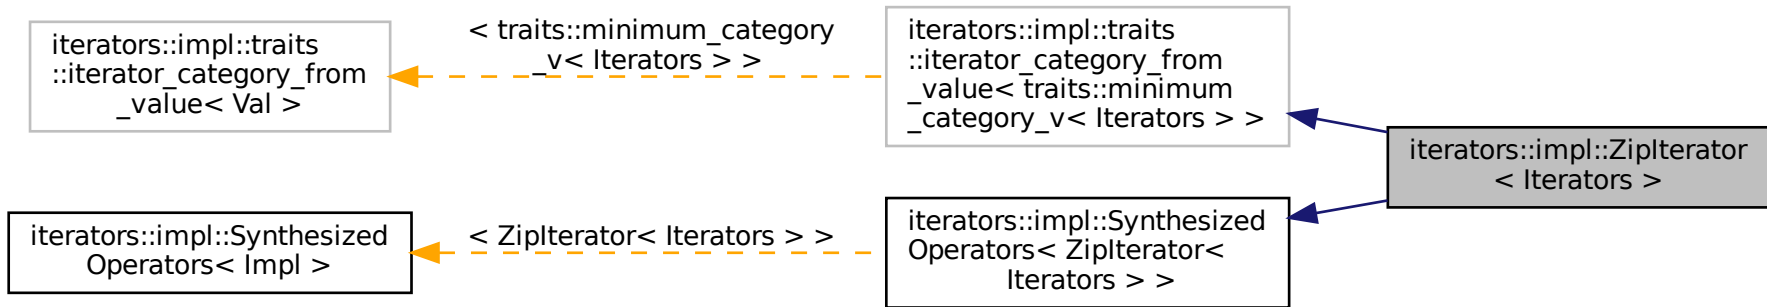 iterators::impl::traits
::iterator_category_from
_value< Val >
< traits::minimum_category
_v< Iterators > >
iterators::impl::traits
::iterator_category_from
_value< traits::minimum
_category_v< Iterators > >
iterators::impl::ZipIterator
< Iterators >
iterators::impl::Synthesized
Operators< Impl >
< ZipIterator< Iterators > >
iterators::impl::Synthesized
Operators< ZipIterator<
Iterators > >